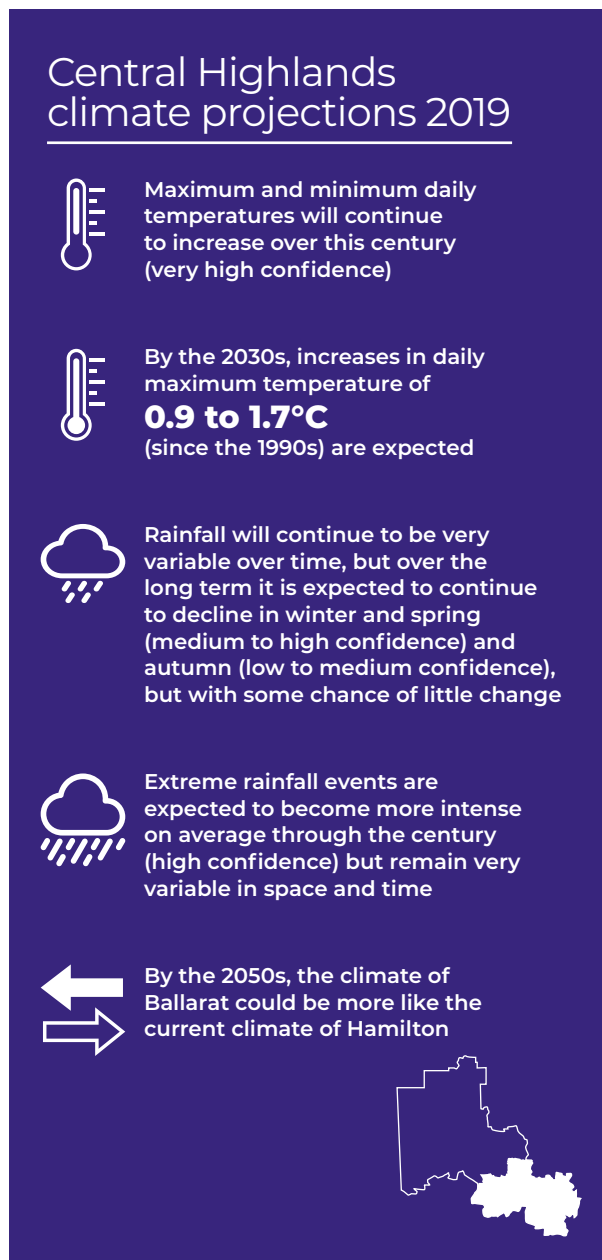 Central Highlands
climate projections 2019
Maximum and minimum daily
temperatures will continue
to increase over this century
(very high confidence)
By the 2030s, increases in daily
maximum temperature of
0.9 to 1.7°C
(since the 1990s) are expected
Rainfall will continue to be very
variable over time, but over the
long term it is expected to continue
to decline in winter and spring
(medium to high confidence) and
autumn (low to medium confidence),
but with some chance of little change
Extreme rainfall events are
expected to become more intense
on average through the century
(high confidence) but remain very
variable in space and time
By the 2050s, the climate of
Ballarat could be more like the
current climate of Hamilton